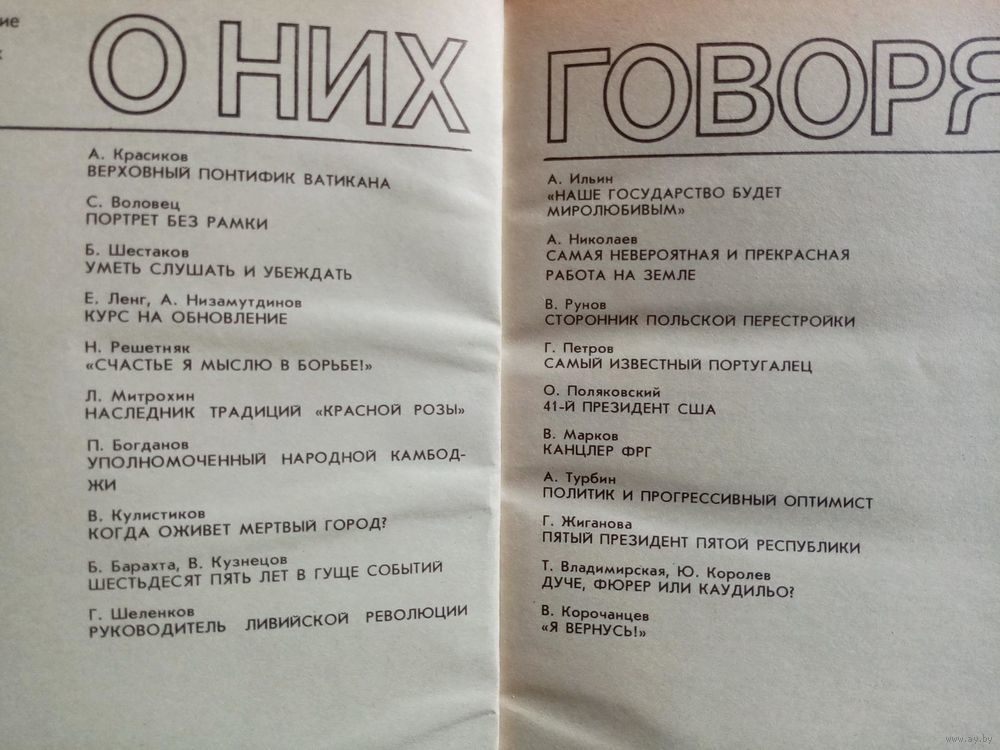 ие
х
О НИХ
А. Красиков
ВЕРХОВНЫЙ ПОНТИФИК ВАТИКАНА
С. Воловец
ПОРТРЕТ БЕЗ РАМКИ
Б. Шестаков
УМЕТЬ СЛУШАТЬ И УБЕЖДАТЬ
Е. Ленг, А. Низамутдинов
КУРС НА ОБНОВЛЕНИЕ
Н. Решетняк
«СЧАСТЬЕ Я МЫСЛЮ В БОРЬБЕ!»
Л. Митрохин
НАСЛЕДНИК ТРАДИЦИЙ «КРАСНОЙ РОЗЫ»
П. Богданов
УПОЛНОМОЧЕННЫЙ НАРОДНОЙ КАМБОД-
ЖИ
В. Кулистиков
КОГДА ОЖИВЕТ МЕРТВЫЙ ГОРОД?
Б. Барахта, В. Кузнецов
ШЕСТЬДЕСЯТ ПЯТЬ ЛЕТ В ГУЩЕ СОБЫТИЙ
Г. Шеленков
РУКОВОДИТЕЛЬ ЛИВИЙСКОЙ РЕВОЛЮЦИИ
ГОВОРЯ
А. Ильин
«НАШЕ ГОСУДАРСТВО БУДЕТ
МИРОЛЮБИВЫМ»
А. Николаев
САМАЯ НЕВЕРОЯТНАЯ И ПРЕКРАСНАЯ
РАБОТА НА ЗЕМЛЕ
В. Рунов
СТОРОННИК ПОЛЬСКОЙ ПЕРЕСТРОЙКИ
Г. Петров
САМЫЙ ИЗВЕСТНЫЙ ПОРТУГАЛЕЦ
О. Поляковский
41-Й ПРЕЗИДЕНТ США
В. Марков
КАНЦЛЕР ФРГ
А. Турбин
ПОЛИТИК И ПРОГРЕССИВНЫЙ ОПТИМИСТ
Г. Жиганова
ПЯТЫЙ ПРЕЗИДЕНТ ПЯТОЙ РЕСПУБЛИКИ
Т. Владимирская, Ю. Королев
ДУЧЕ, ФЮРЕР ИЛИ КАУДИЛЬО?
В. Корочанцев
«Я ВЕРНУСЬ!»
www.ay.by